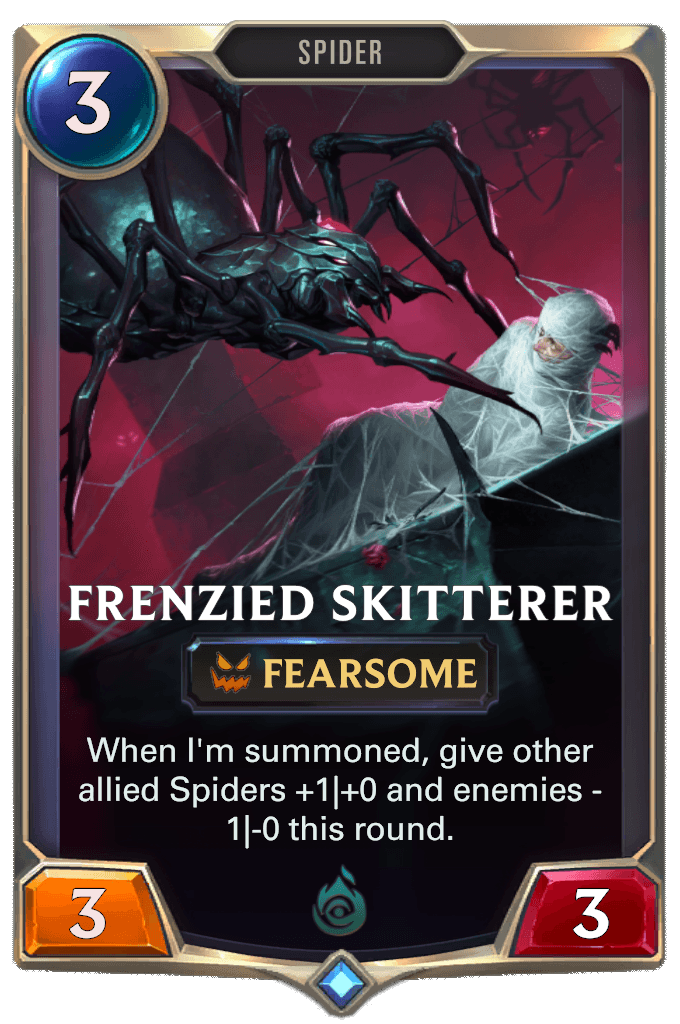 SPIDER
3
FRENZIED SKITTERER
FEARSOME
When I'm summoned, give other
allied Spiders +1|+0 and enemies -
1|-0 this round.
3
3